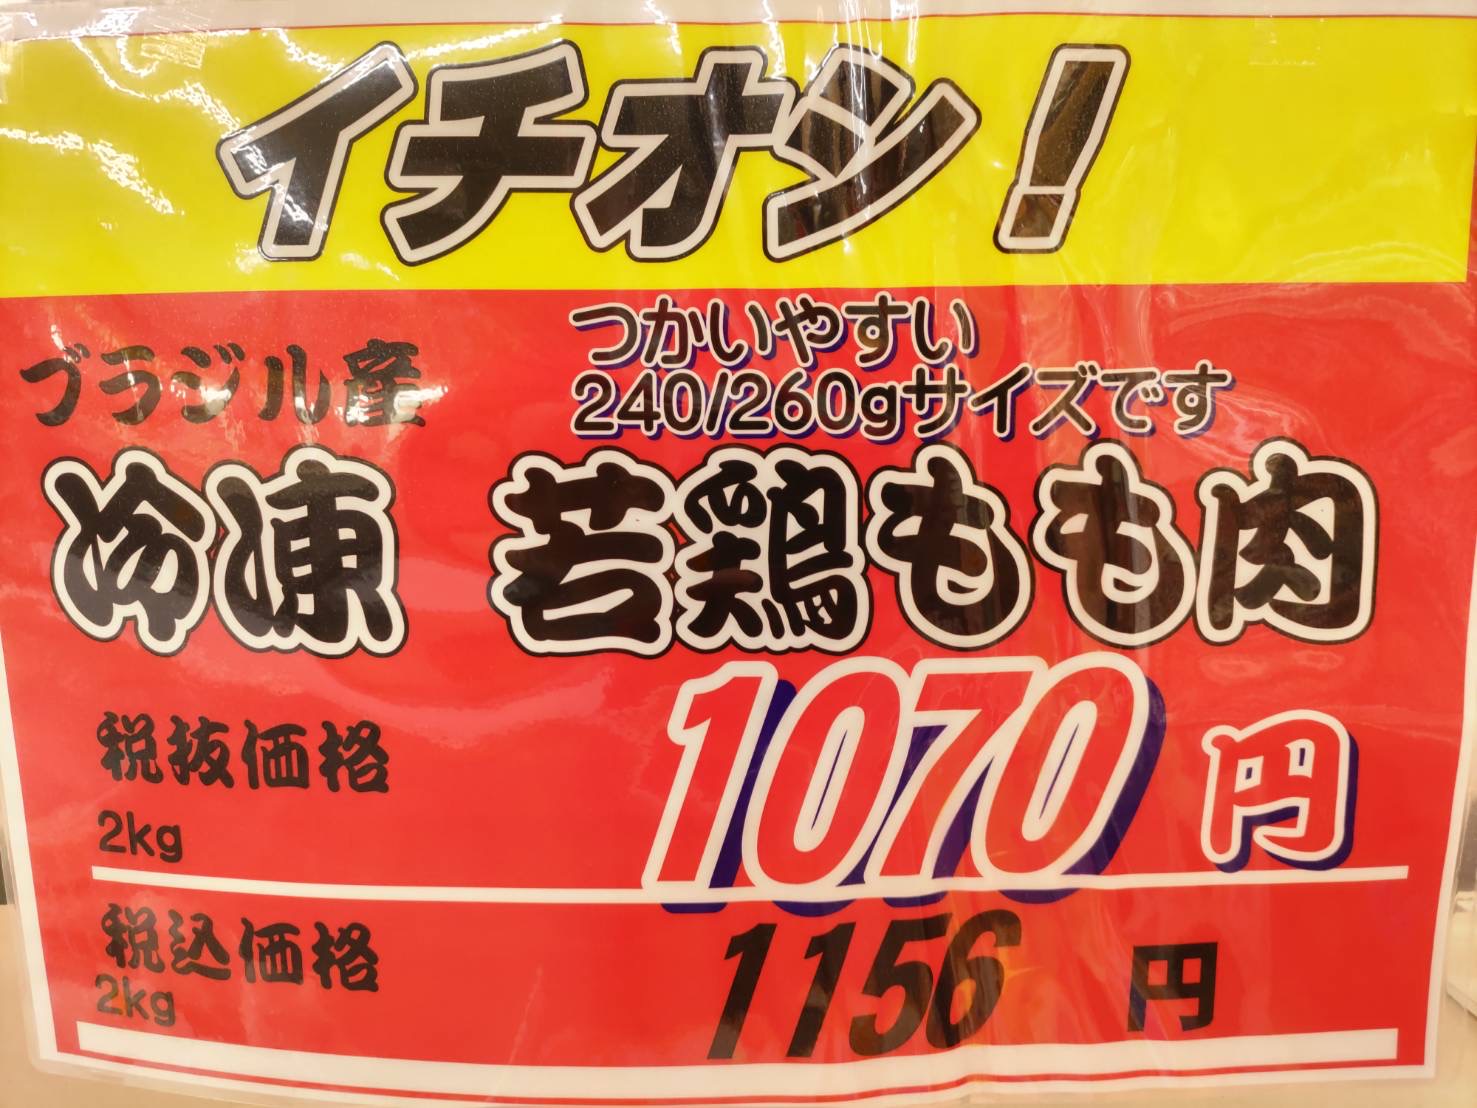 イチオシ!
ブラジル産
つかいやすい
240/260gサイズです
冷凍 若鶏もも肉
税抜価格
2kg
1070円
税込価格
2kg
1156円